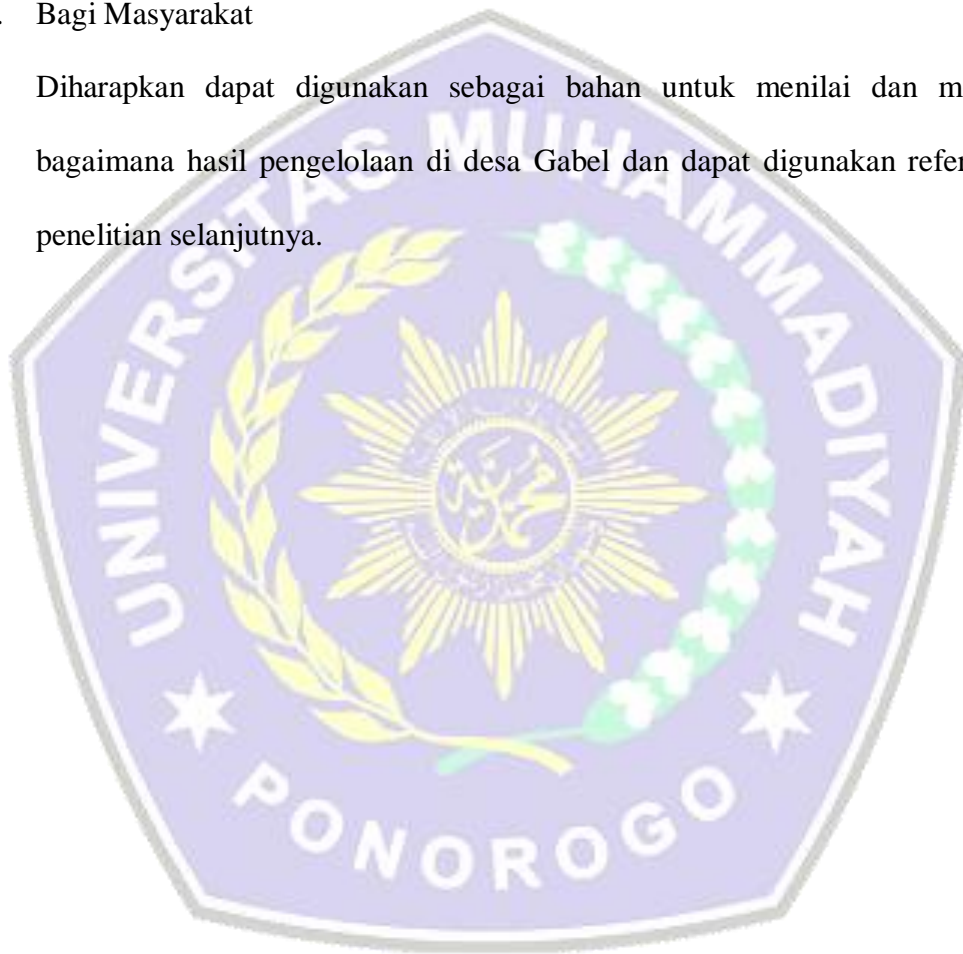 . Bagi Masyarakat
Diharapkan dapat digunakan sebagai bahan untuk menilai dan m
bagaimana hasil pengelolaan di desa Gabel dan dapat digunakan refer
penelitian selanjutnya.
UNIVERSITAS MUHAMMADIYAH
PONOROGO